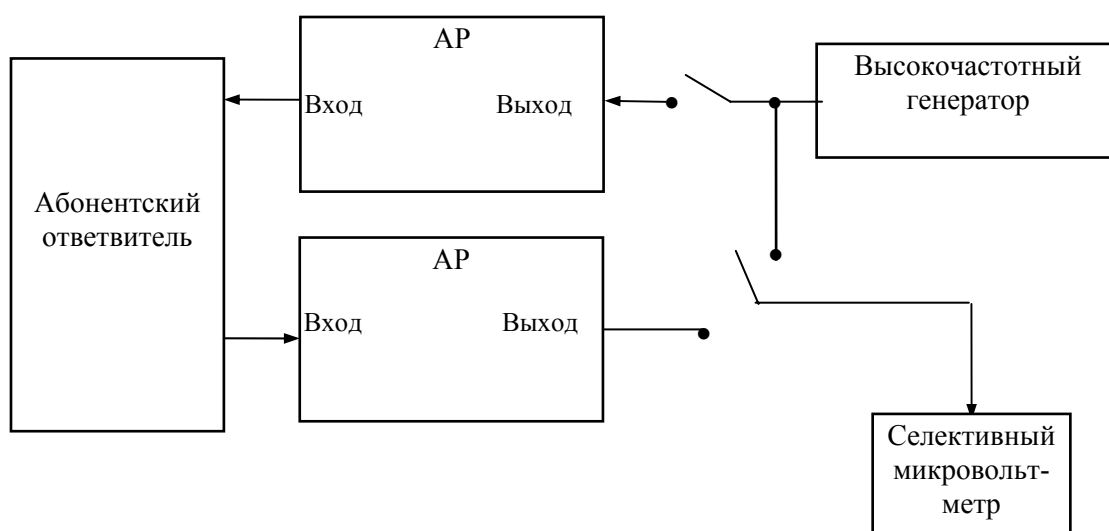 АР
Вход
Выход
Высокочастотный
генератор
Абонентский
ответвитель
АР
Вход
Выход
Селективный
микровольт-
метр